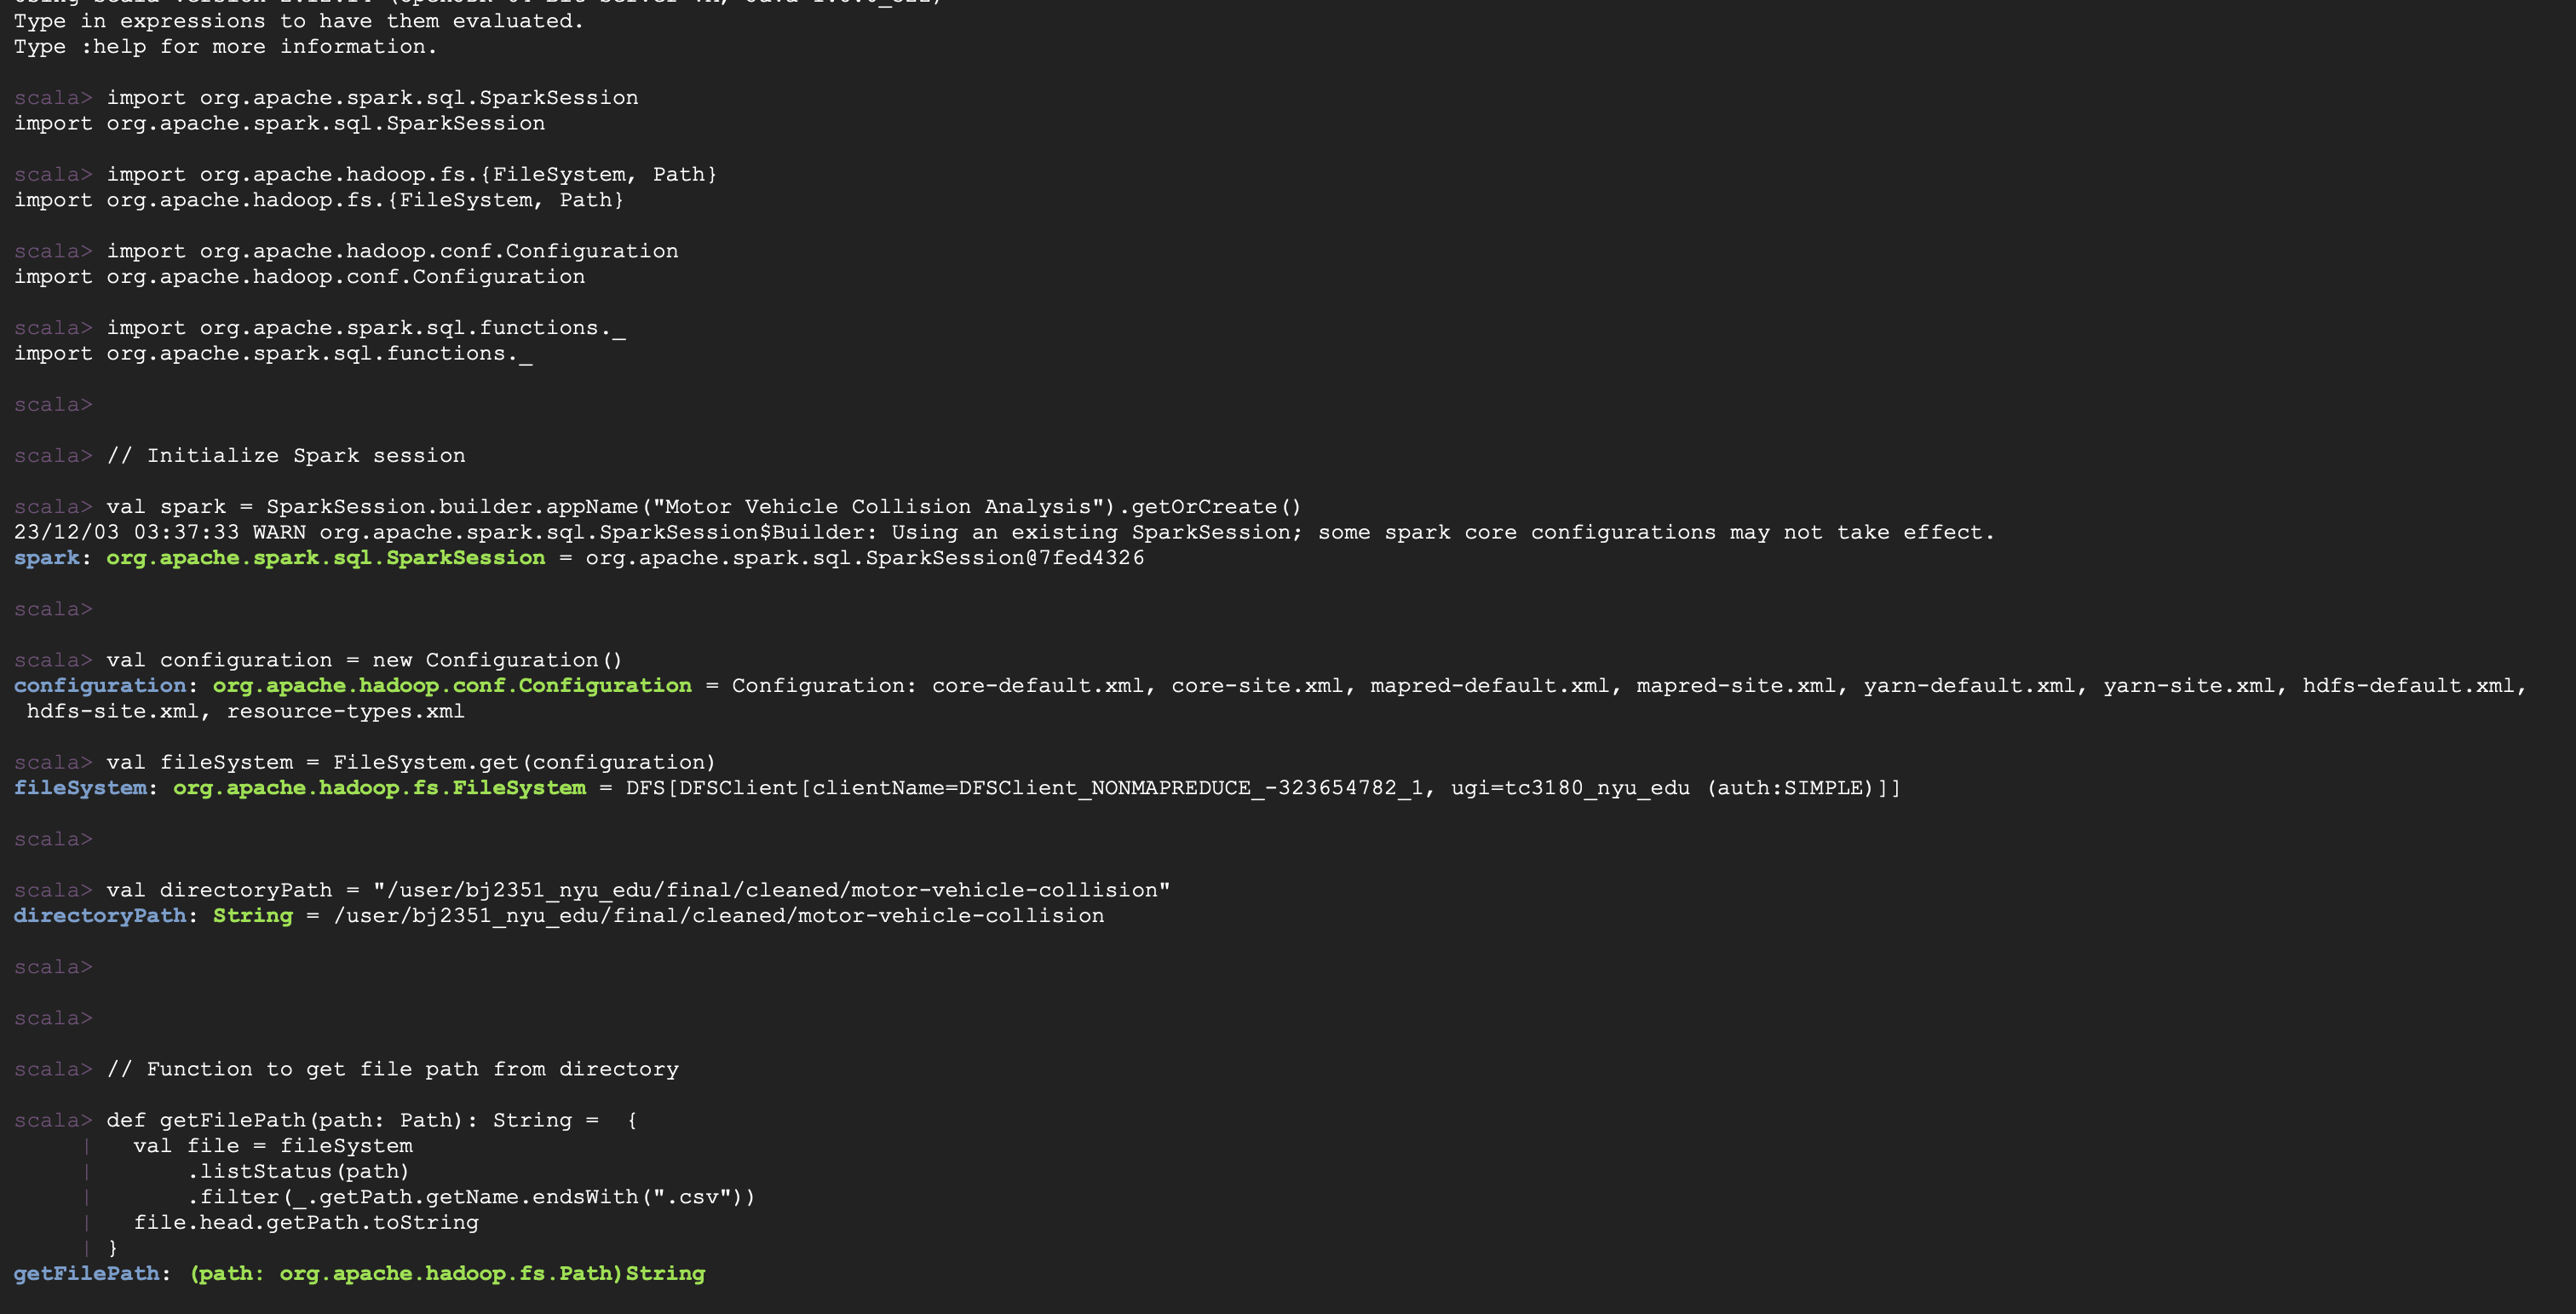 Type in expressions to have them evaluated.
Type :help for more information.
scala> import org.apache.spark.sql.SparkSession
import org.apache.spark.sql.SparkSession
scala> import org.apache.hadoop.fs.{FileSystem, Path}
import org.apache.hadoop.fs.{FileSystem, Path}
scala> import org.apache.hadoop.conf.Configuration
import org.apache.hadoop.conf.Configuration
scala> import org.apache.spark.sql.functions._
import org.apache.spark.sql.functions._
scala>
scala> // Initialize Spark session
scala> val spark = SparkSession.builder.appName("Motor Vehicle Collision Analysis").getOrCreate()
23/12/03 03:37:33 WARN org.apache.spark.sql.SparkSession$Builder: Using an existing SparkSession; some spark core configurations may not take effect.
spark: org.apache.spark.sql.SparkSession = org.apache.spark.sql.SparkSession@7fed4326
scala>
scala> val configuration = new Configuration()
configuration: org.apache.hadoop.conf.Configuration = Configuration: core-default.xml, core-site.xml, mapred-default.xml, mapred-site.xml, yarn-default.xml, yarn-site.xml, hdfs-default.xml,
 hdfs-site.xml, resource-types.xml
scala> val fileSystem = FileSystem.get(configuration)
fileSystem: org.apache.hadoop.fs.FileSystem = DFS[DFSClient[clientName=DFSClient_NONMAPREDUCE_-323654782_1, ugi=tc3180_nyu_edu (auth:SIMPLE)]]
scala>
scala> val directoryPath = "/user/bj2351_nyu_edu/final/cleaned/motor-vehicle-collision"
directoryPath: String = /user/bj2351_nyu_edu/final/cleaned/motor-vehicle-collision
scala>
scala>
scala> // Function to get file path from directory
scala> def getFilePath(path: Path): String =  {
     |   val file = fileSystem
     |       .listStatus(path)
     |       .filter(_.getPath.getName.endsWith(".csv"))
     |   file.head.getPath.toString
     | }
getFilePath: (path: org.apache.hadoop.fs.Path)String